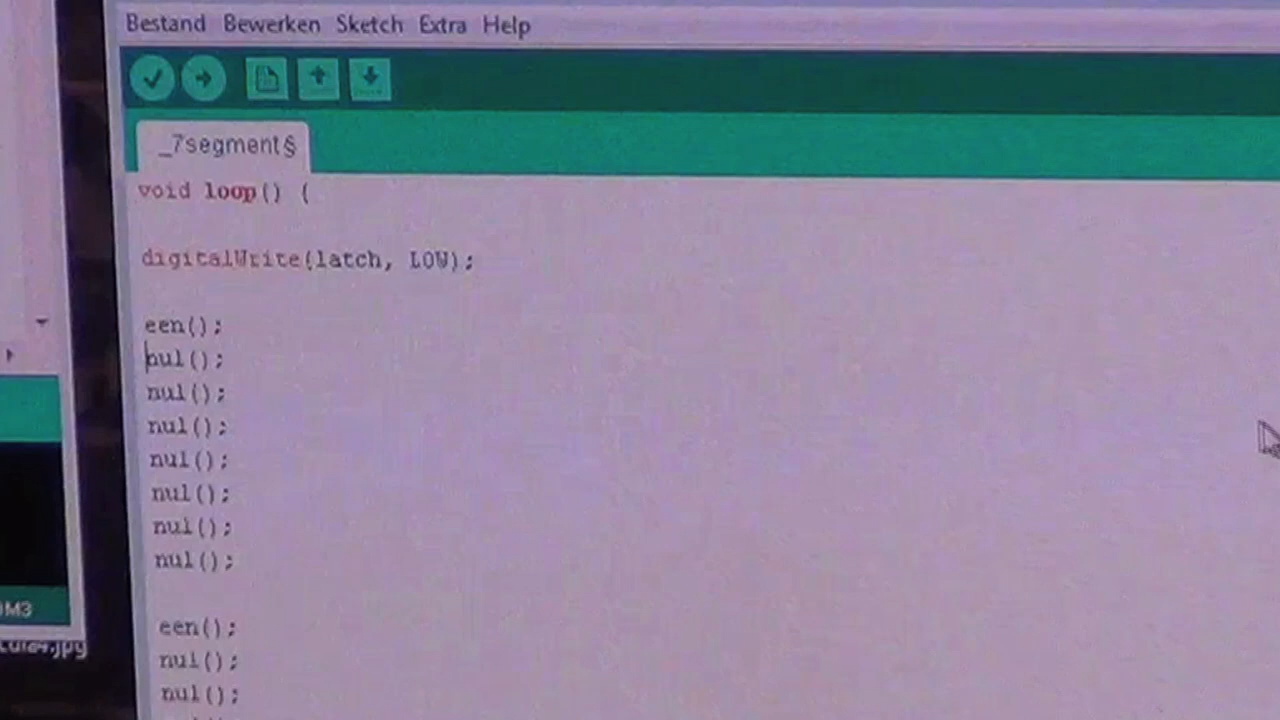 Bestand Bewerken Sketch Extra Help
_7segment§
void loop() {
digitalWrite(latch, LOW);
een();
nul();
nul();
nul();
nul();
nul();
nul();
nul();
een();
nul();
nul();